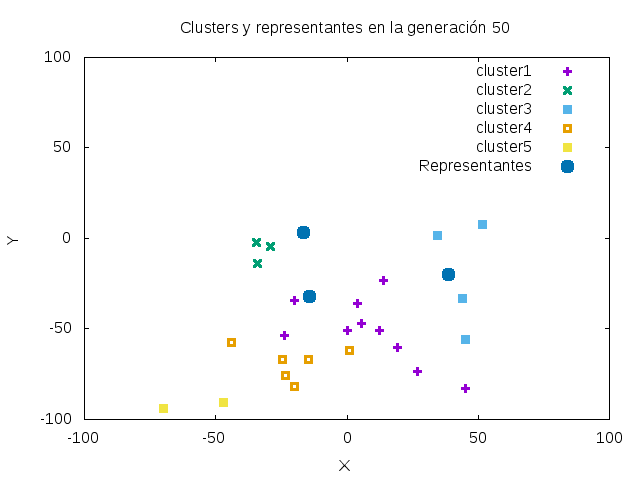 Clusters y representantes en la generación 50
100
50
0
-50
-100
-100
-50
0
50
100
Y
X
cluster1
cluster2
cluster3
cluster4
cluster5
Representantes